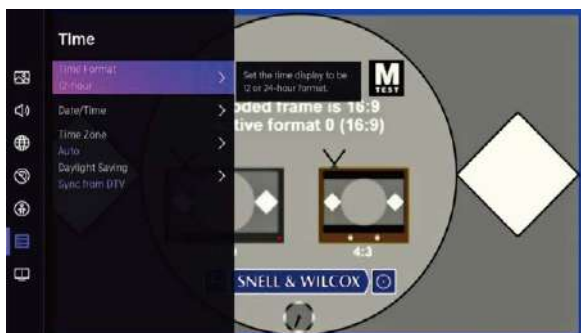 Time
Time Format
12-hour
Set the time display to be
12 or 24-hour format.
Date/Time
Time Zone
Auto
Daylight Saving
Sync from DTV
M
TEST
frame is 16:9
format 0 (16:9)
4:3
SNELL & WILCOX